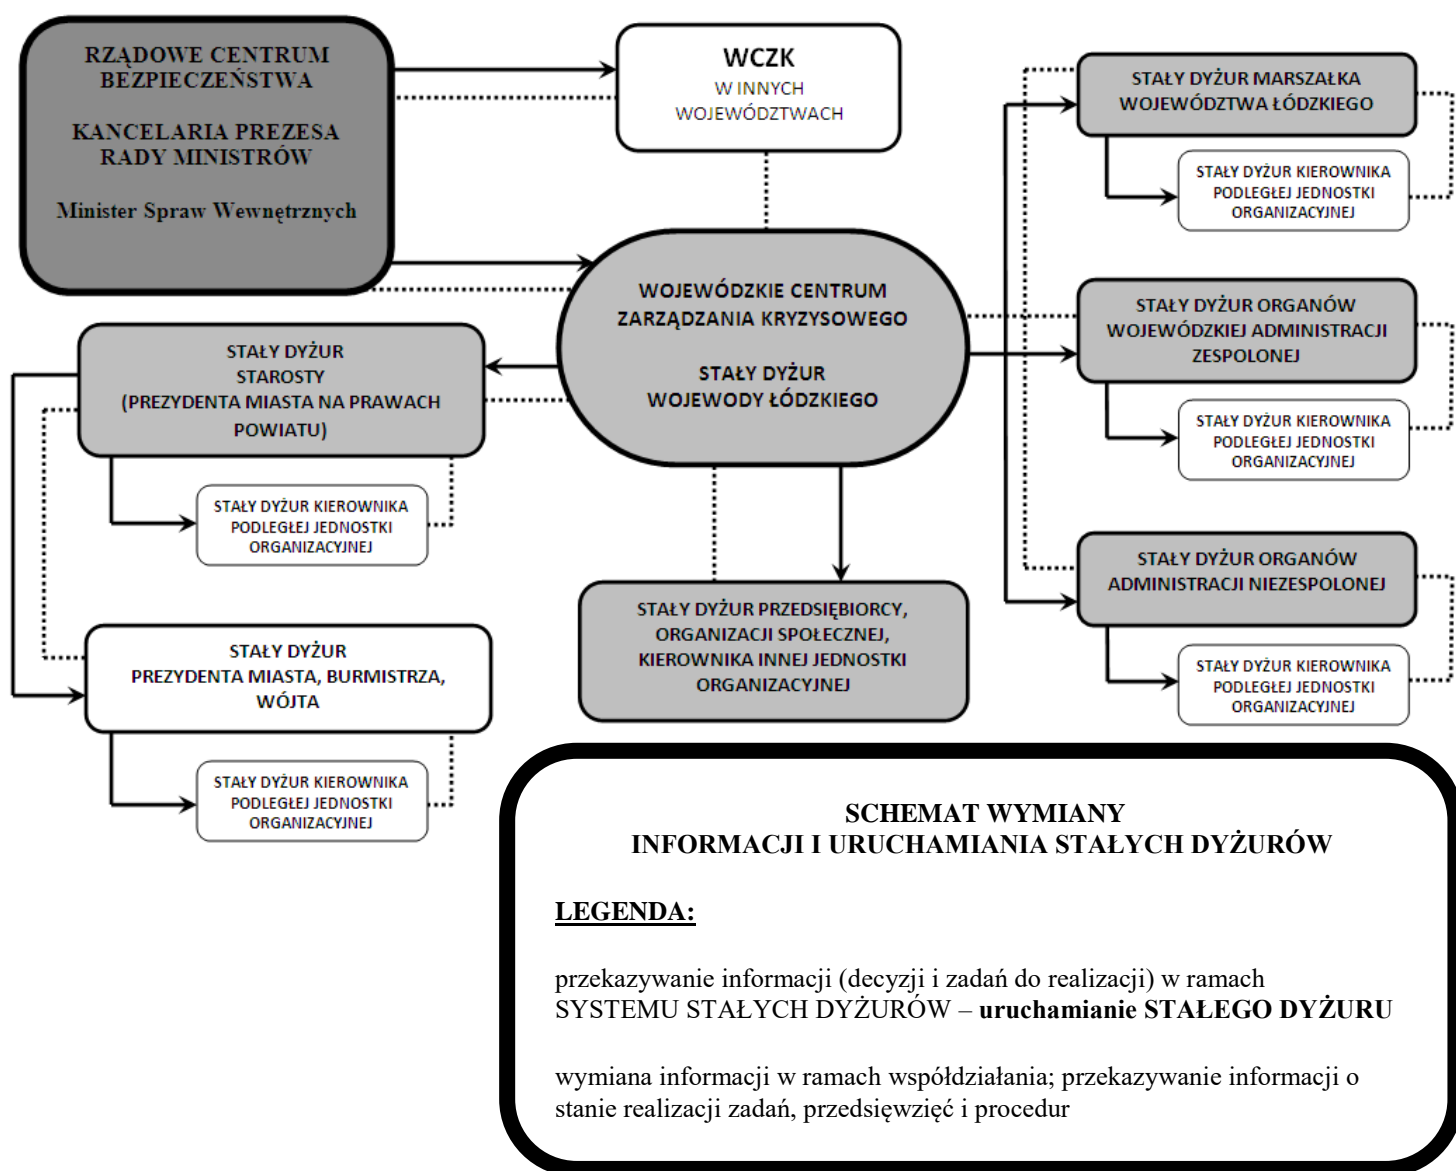 RZĄDOWE CENTRUM
BEZPIECZEŃSTWA
KANCELARIA PREZESA
RADY MINISTRÓW
Minister Spraw Wewnętrznych
WCZK
W INNYCH
WOJEWÓDZTWACH
STAŁY DYŻUR MARSZAŁKA
WOJEWÓDZTWA ŁÓDZKIEGO
STAŁY DYŻUR KIEROWNIKA
PODLEGŁEJ JEDNOSTKI
ORGANIZACYJNEJ
WOJEWÓDZKIE CENTRUM
ZARZĄDZANIA KRYZYSOWEGO
STAŁY DYŻUR
WOJEWODY ŁÓDZKIEGO
STAŁY DYŻUR ORGANÓW
WOJEWÓDZKIEJ ADMINISTRACJI
ZESPOLONEJ
STAŁY DYŻUR KIEROWNIKA
PODLEGŁEJ JEDNOSTKI
ORGANIZACYJNEJ
STAŁY DYŻUR
STAROSTY
(PREZYDENTA MIASTA NA PRAWACH
POWIATU)
STAŁY DYŻUR KIEROWNIKA
PODLEGŁEJ JEDNOSTKI
ORGANIZACYJNEJ
STAŁY DYŻUR ORGANÓW
ADMINISTRACJI NIEZESPOLONEJ
STAŁY DYŻUR KIEROWNIKA
PODLEGŁEJ JEDNOSTKI
ORGANIZACYJNEJ
STAŁY DYŻUR PRZEDSIĘBIORCY,
ORGANIZACJI SPOŁECZNEJ,
KIEROWNIKA INNEJ JEDNOSTKI
ORGANIZACYJNEJ
STAŁY DYŻUR
PREZYDENTA MIASTA, BURMISTRZA,
WÓJTA
STAŁY DYŻUR KIEROWNIKA
PODLEGŁEJ JEDNOSTKI
ORGANIZACYJNEJ
SCHEMAT WYMIANY
INFORMACJI I URUCHAMIANIA STAŁYCH DYŻURÓW
LEGENDA:
przekazywanie informacji (decyzji i zadań do realizacji) w ramach
SYSTEMU STAŁYCH DYŻURÓW – uruchamianie STAŁEGO DYŻURU
wymiana informacji w ramach współdziałania; przekazywanie informacji o
stanie realizacji zadań, przedsięwzięć i procedur